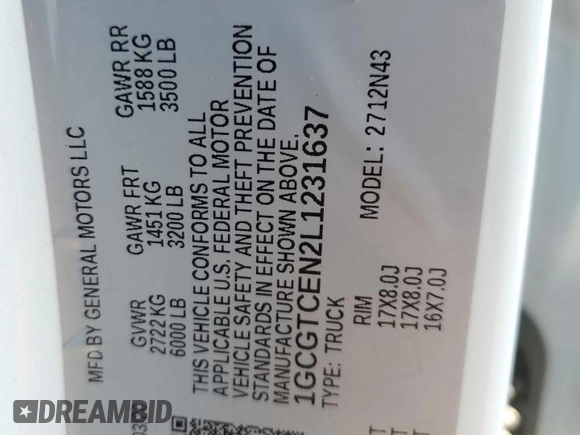 MFD BY GENERAL MOTORS LLC
GVWR GAWR FRT GAWR RR
2722 KG 1451 KG 1588 KG
6000 LB 3200 LB 3500 LB
THIS VEHICLE CONFORMS TO ALL
APPLICABLE U.S. FEDERAL MOTOR
VEHICLE SAFETY AND THEFT PREVENTION
STANDARDS IN EFFECT ON THE DATE OF
MANUFACTURE SHOWN ABOVE.
1GCGTCEN2L1231637
TYPE: TRUCK MODEL: 2712N43
RIM
17X8.0J
17X8.0J
16X7.0J
DREAMBID